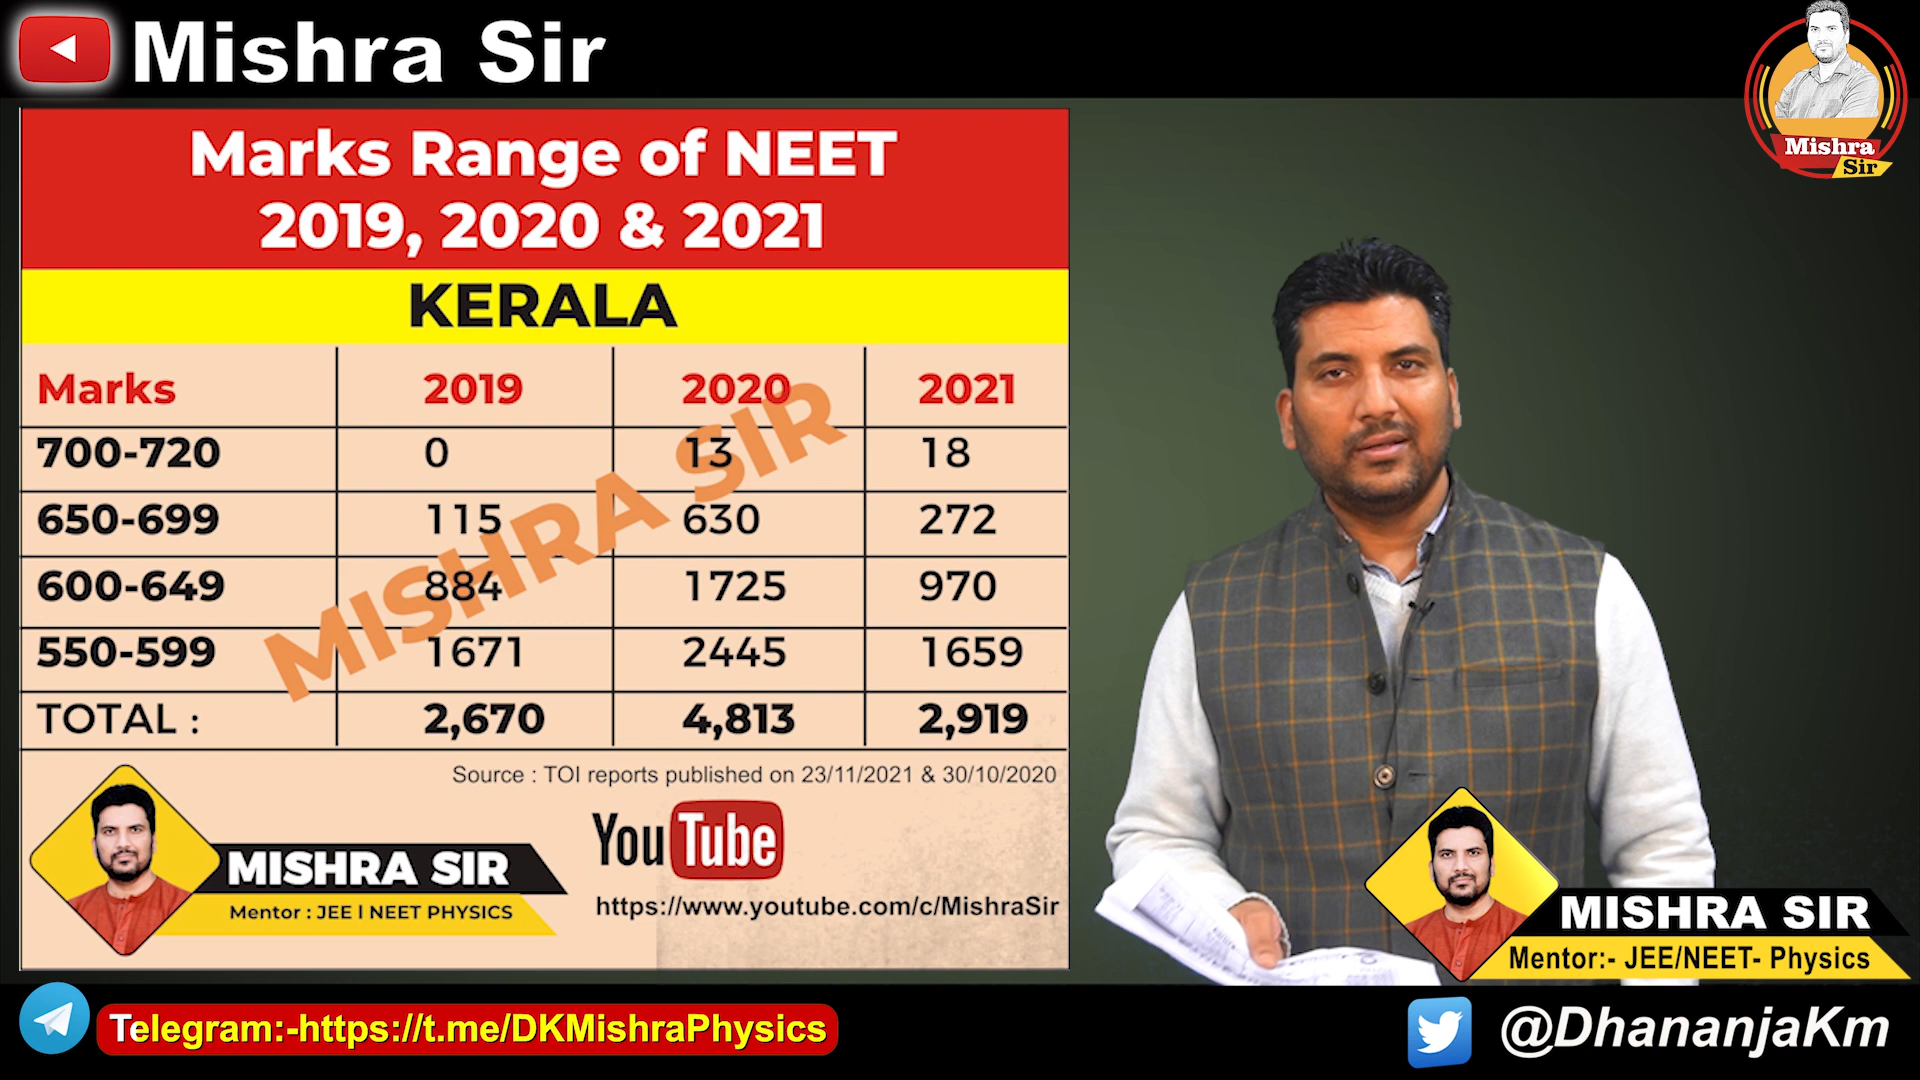 Mishra Sir
Mishra
Sir
Marks Range of NEET
2019, 2020 & 2021
KERALA
Marks 2019 2020 2021
700-720 0 13 18
650-699 115 630 272
600-649 884 1725 970
550-599 1671 2445 1659
TOTAL : 2,670 4,813 2,919
MISHRA SIR
Source : TOI reports published on 23/11/2021 & 30/10/2020
MISHRA SIR
Mentor : JEE I NEET PHYSICS
YouTube
https://www.youtube.com/c/MishraSir
MISHRA SIR
Mentor:- JEE/NEET- Physics
Telegram:-https://t.me/DKMishraPhysics
@DhananjaKm